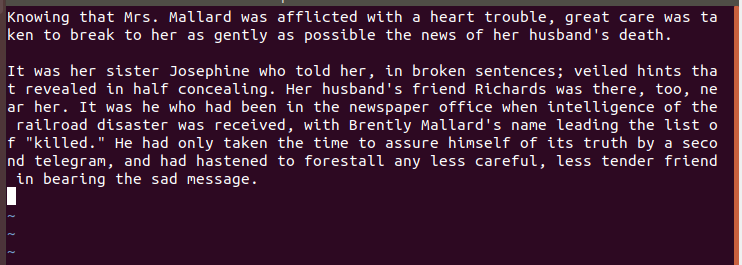 Knowing that Mrs. Mallard was afflicted with a heart trouble, great care was ta
ken to break to her as gently as possible the news of her husband's death.

It was her sister Josephine who told her, in broken sentences; veiled hints tha
t revealed in half concealing. Her husband's friend Richards was there, too, ne
ar her. It was he who had been in the newspaper office when intelligence of the
 railroad disaster was received, with Brently Mallard's name leading the list o
f "killed." He had only taken the time to assure himself of its truth by a seco
nd telegram, and had hastened to forestall any less careful, less tender friend
 in bearing the sad message.

~
~
~